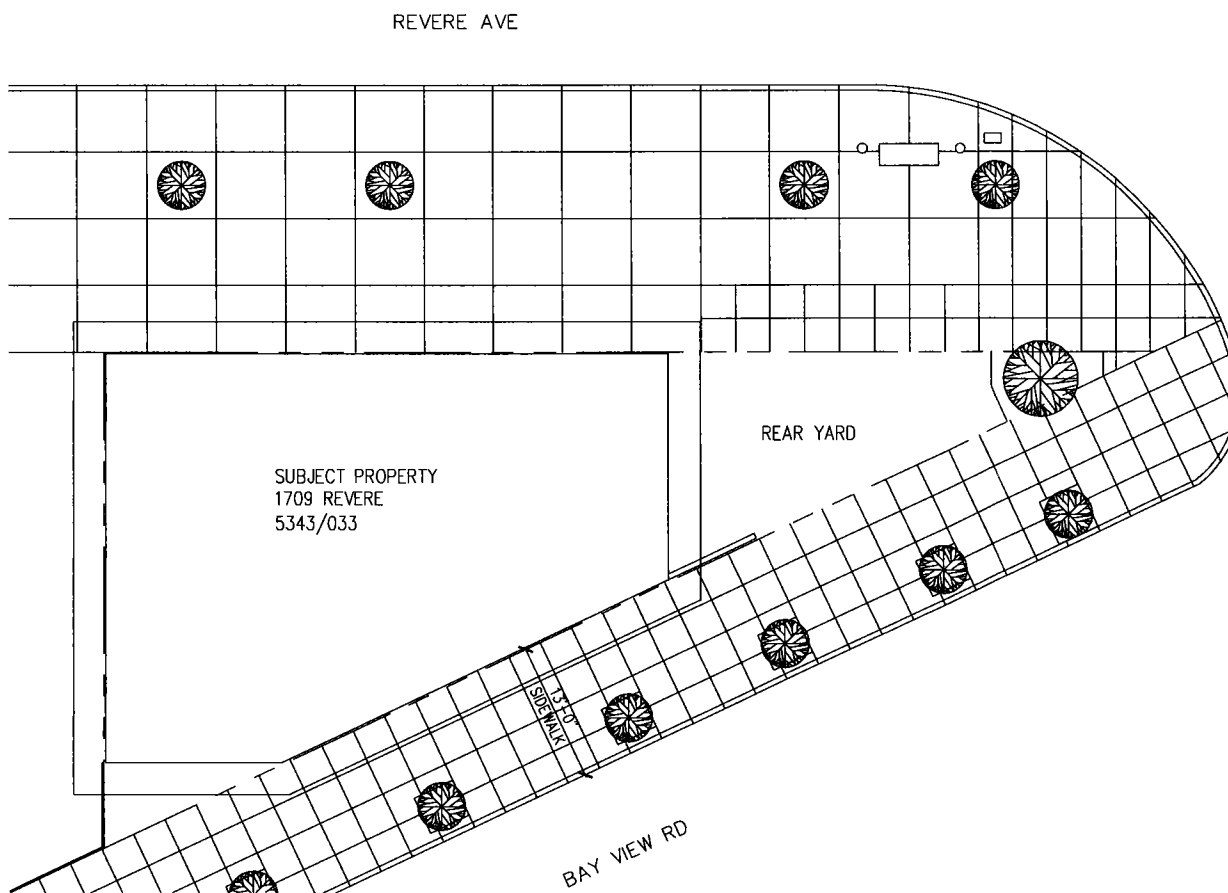 REVERE AVE
REAR YARD
SUBJECT PROPERTY
1709 REVERE
5343/033
13'-0"
SIDEWALK
BAY VIEW RD